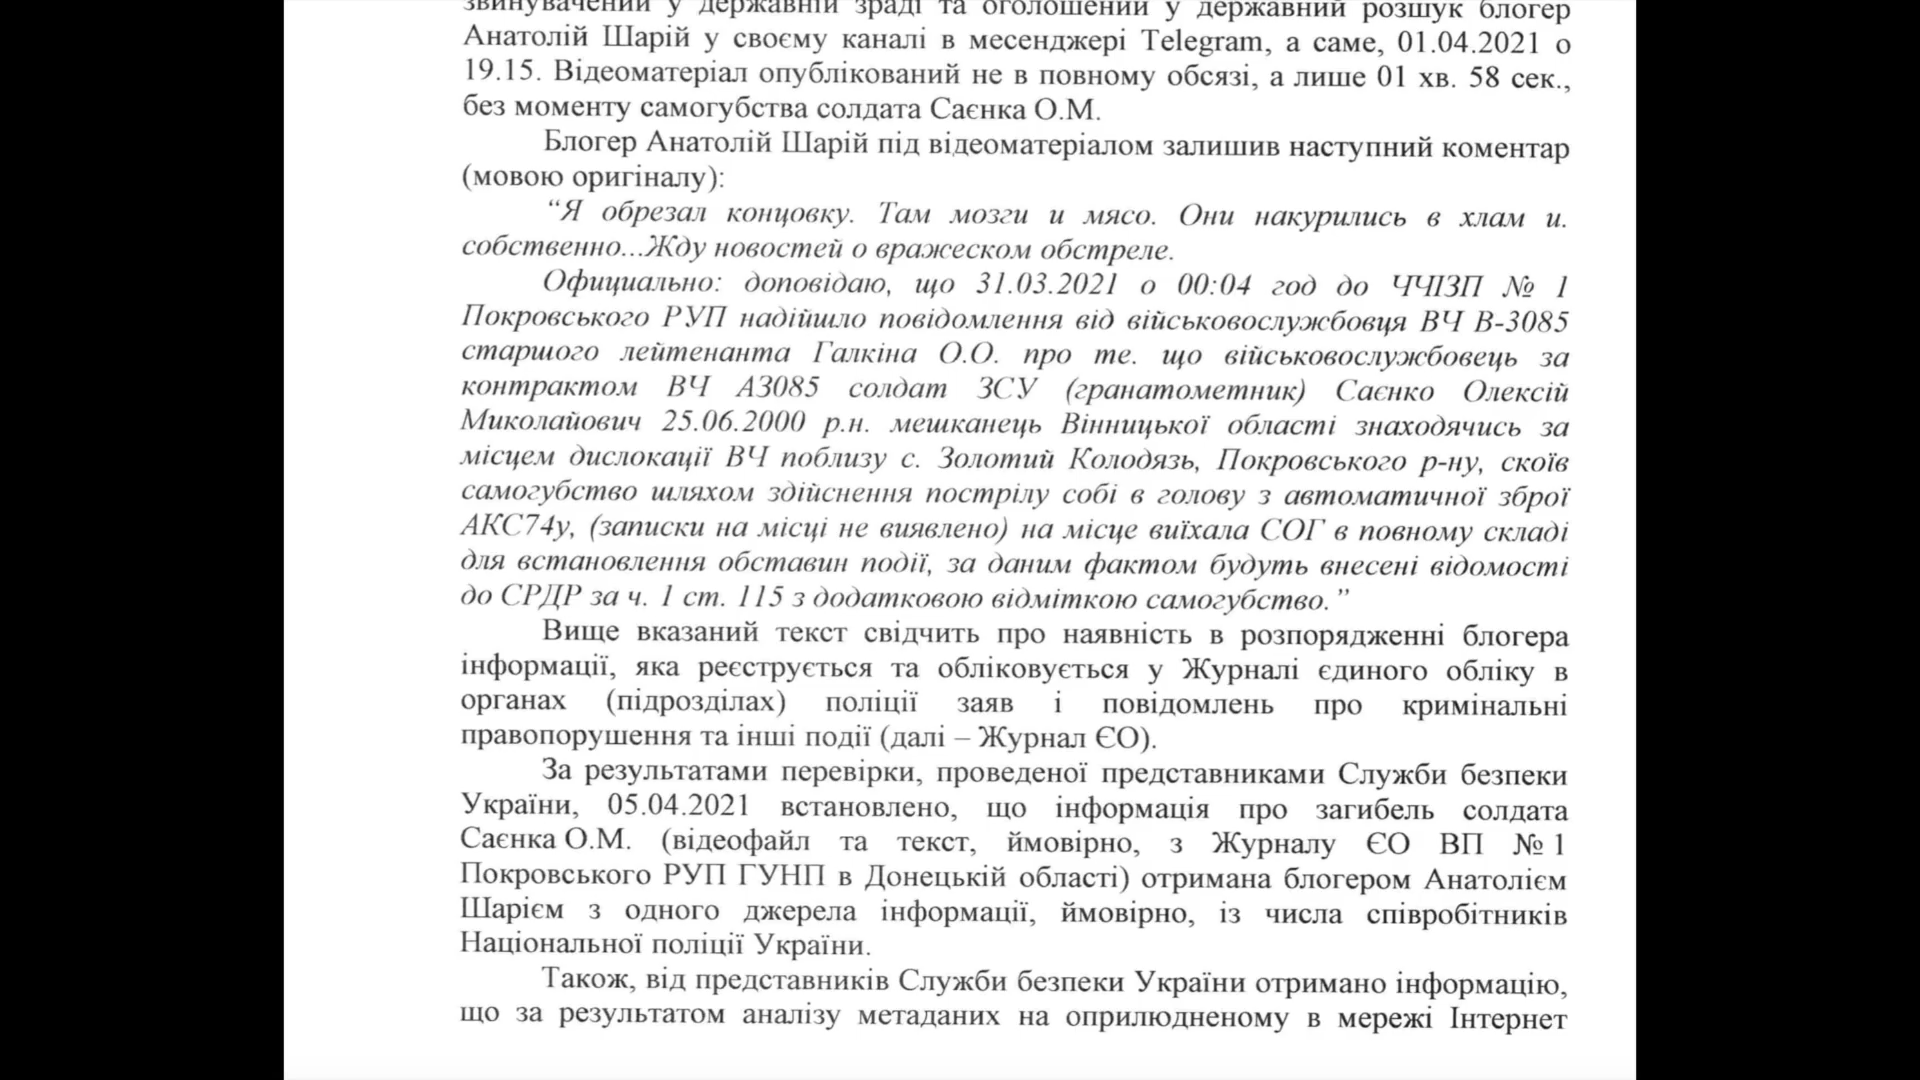 звинувачений у державній зраді та оголошений у державний розшук блогер
Анатолій Шарій у своєму каналі в месенджері Telegram, а саме, 01.04.2021 о
19.15. Відеоматеріал опублікований не в повному обсязі, а лише 01 хв. 58 сек.,
без моменту самогубства солдата Саєнка О.М.
Блогер Анатолій Шарій під відеоматеріалом залишив наступний коментар
(мовою оригіналу):
“Я обрезал концовку. Там мозги и мясо. Они накурились в хлам и.
собственно...Жду новостей о вражеском обстреле.
Официально: доповідаю, що 31.03.2021 о 00:04 год до ЧЧІЗП № 1
Покровського РУП надійшло повідомлення від військовослужбовця ВЧ В-3085
старшого лейтенанта Галкіна О.О. про те. що військовослужбовець за
контрактом ВЧ А3085 солдат ЗСУ (гранатометник) Саєнко Олексій
Миколайович 25.06.2000 р.н. мешканець Вінницької області знаходячись за
місцем дислокації ВЧ поблизу с. Золотий Колодязь, Покровського р-ну, скоїв
самогубство шляхом здійснення пострілу собі в голову з автоматичної зброї
АКС74у, (записки на місці не виявлено) на місце виїхала СОГ в повному складі
для встановлення обставин події, за даним фактом будуть внесені відомості
до СРДР за ч. 1 ст. 115 з додатковою відміткою самогубство.”
Вище вказаний текст свідчить про наявність в розпорядженні блогера
інформації, яка реєструється та обліковується у Журналі єдиного обліку в
органах (підрозділах) поліції заяв і повідомлень про кримінальні
правопорушення та інші події (далі – Журнал ЄО).
За результатами перевірки, проведеної представниками Служби безпеки
України, 05.04.2021 встановлено, що інформація про загибель солдата
Саєнка О.М. (відеофайл та текст, ймовірно, з Журналу ЄО ВП № 1
Покровського РУП ГУНП в Донецькій області) отримана блогером Анатолієм
Шарієм з одного джерела інформації, ймовірно, із числа співробітників
Національної поліції України.
Також, від представників Служби безпеки України отримано інформацію,
що за результатом аналізу метаданих на оприлюдненому в мережі Інтернет